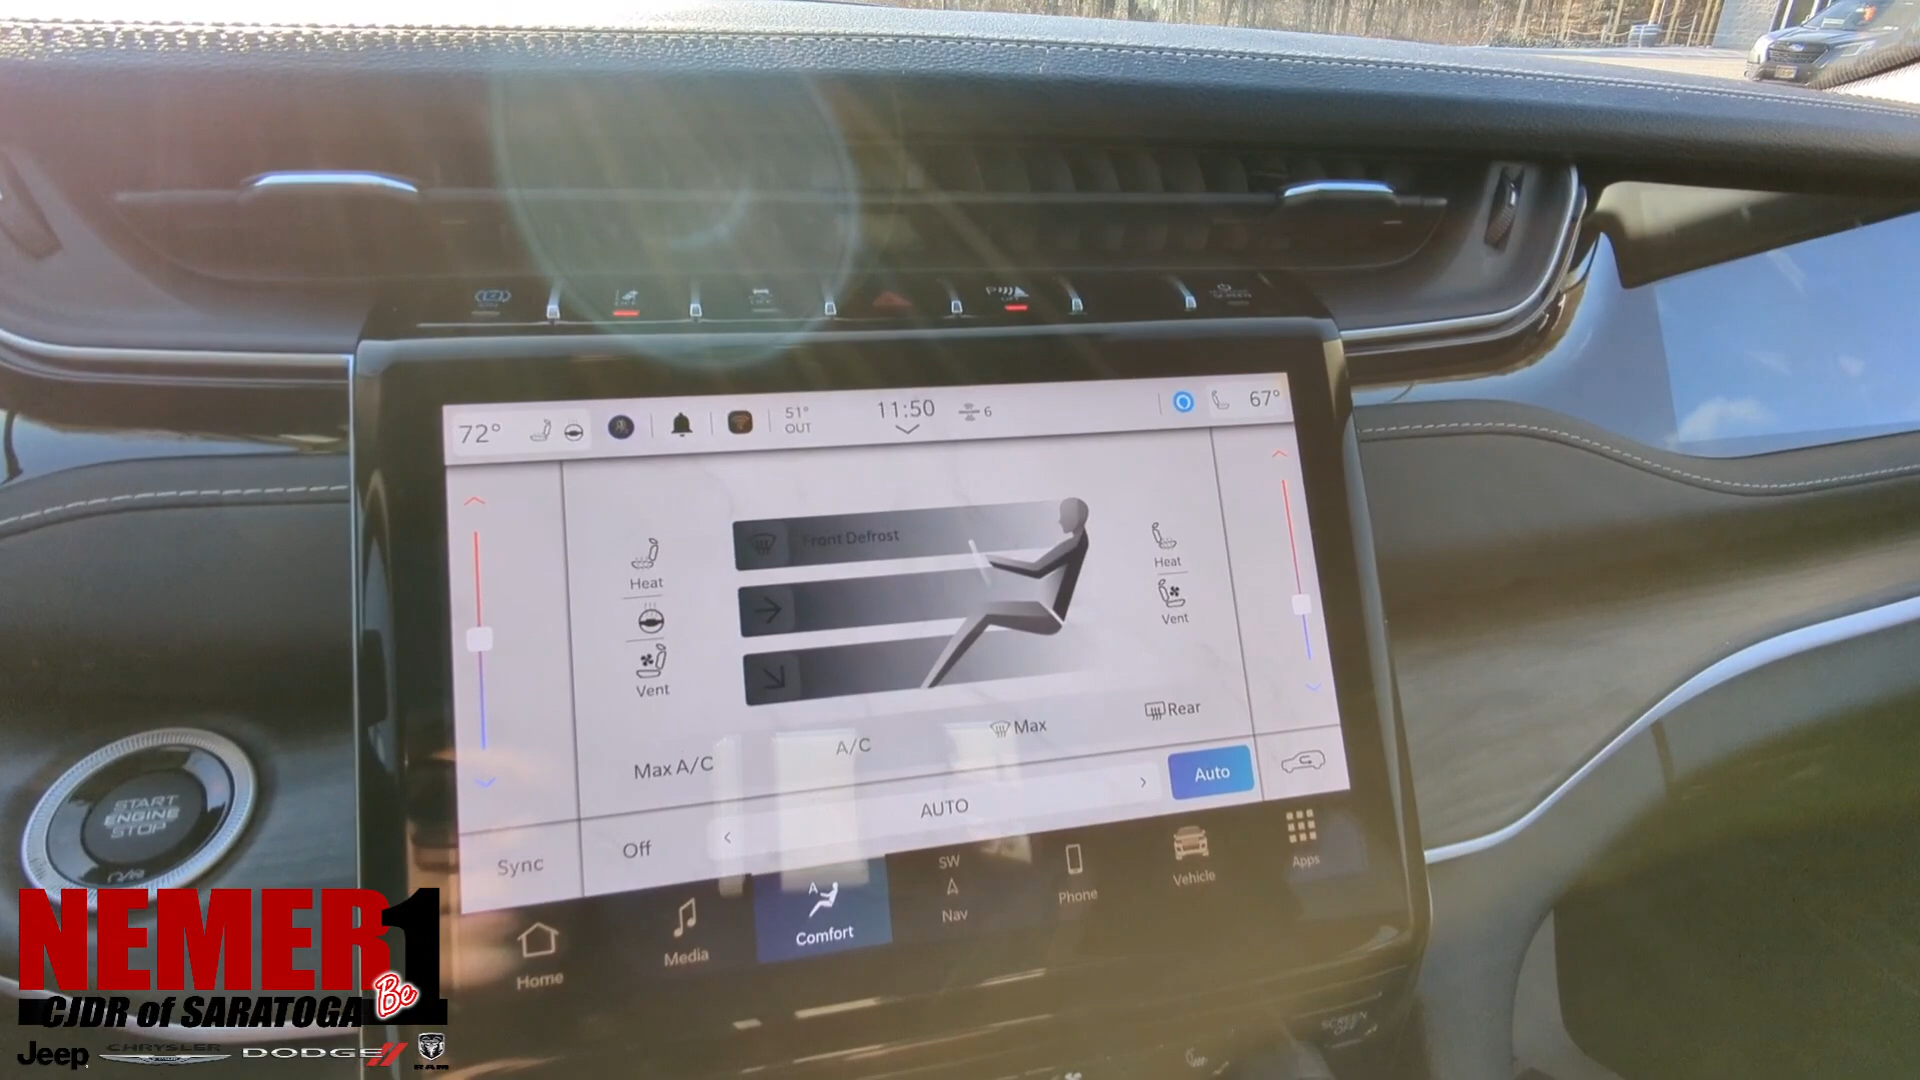 72°
51°
OUT
11:50
6
67°
Heat
Vent
Front Defrost
Heat
Vent
Max A/C
A/C
Max
Rear
Sync
Off
AUTO
Auto
Home
Media
A
Comfort
SW
Nav
Phone
Vehicle
Apps
START
ENGINE
STOP
SCREEN
OFF
NEMER
Be 1
CJDR of SARATOGA
Jeep
CHRYSLER
DODGE
RAM